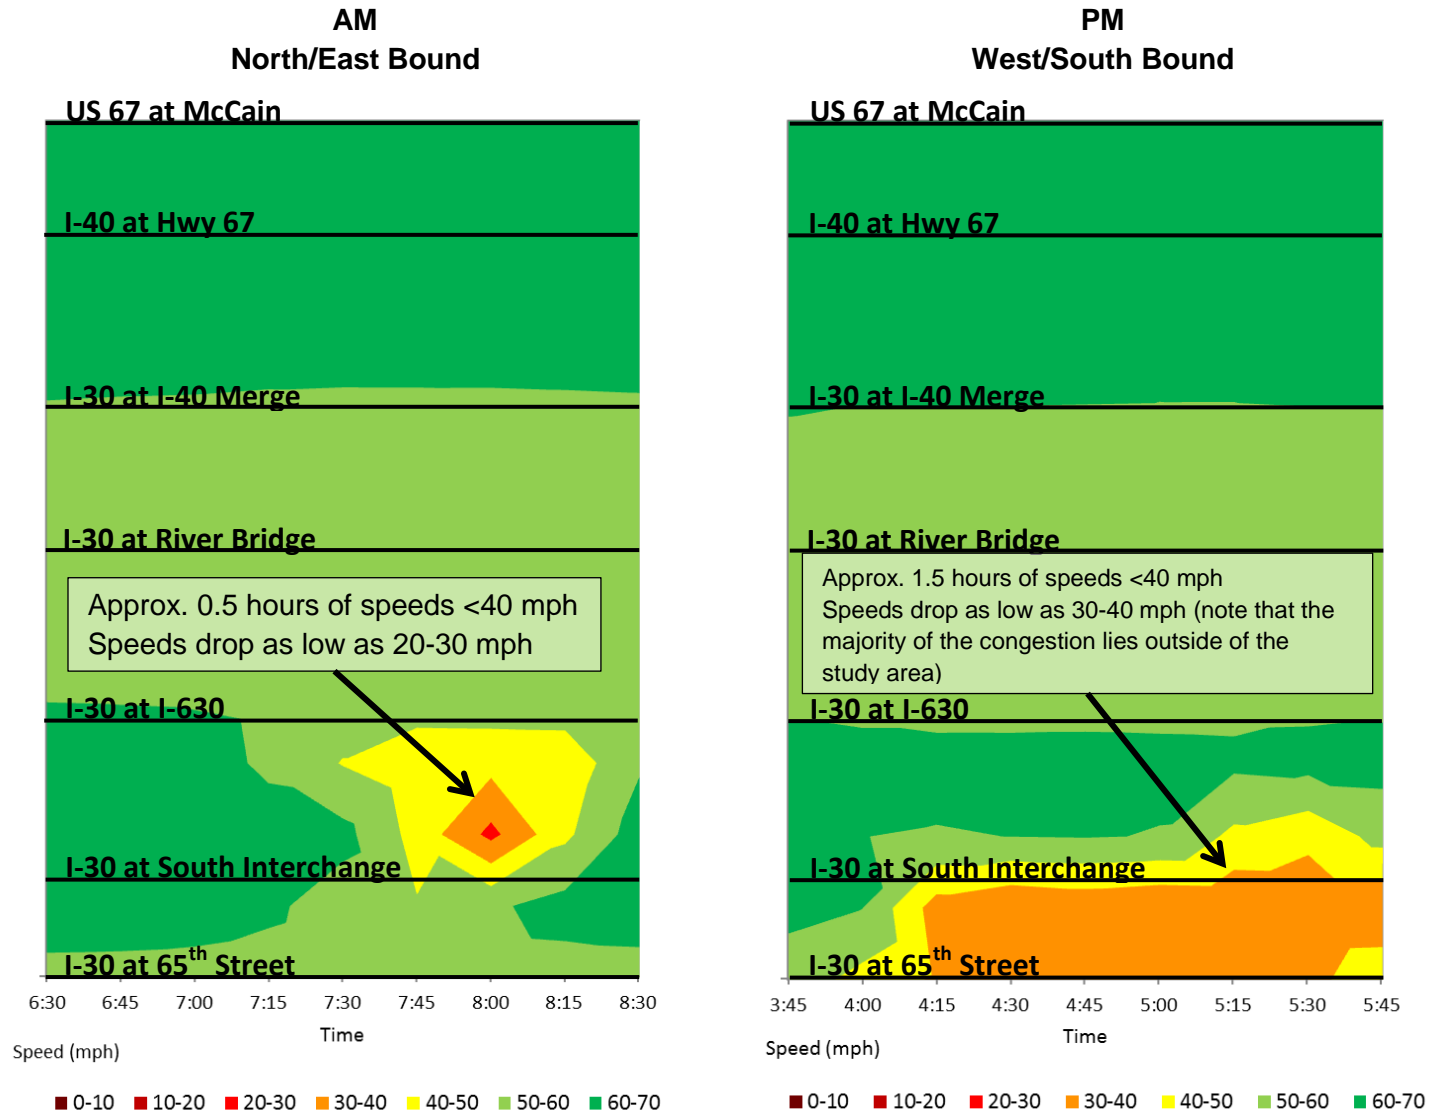 AM
North/East Bound
US 67 at McCain
I-40 at Hwy 67
I-30 at I-40 Merge
I-30 at River Bridge
Approx. 0.5 hours of speeds <40 mph
Speeds drop as low as 20-30 mph
I-30 at I-630
I-30 at South Interchange
I-30 at 65th Street
6:30 6:45 7:00 7:15 7:30 7:45 8:00 8:15 8:30
Time
Speed (mph)
0-10 10-20 20-30 30-40 40-50 50-60 60-70
PM
West/South Bound
US 67 at McCain
I-40 at Hwy 67
I-30 at I-40 Merge
I-30 at River Bridge
Approx. 1.5 hours of speeds <40 mph
Speeds drop as low as 30-40 mph (note that the
majority of the congestion lies outside of the
study area)
I-30 at I-630
I-30 at South Interchange
I-30 at 65th Street
3:45 4:00 4:15 4:30 4:45 5:00 5:15 5:30 5:45
Time
Speed (mph)
0-10 10-20 20-30 30-40 40-50 50-60 60-70